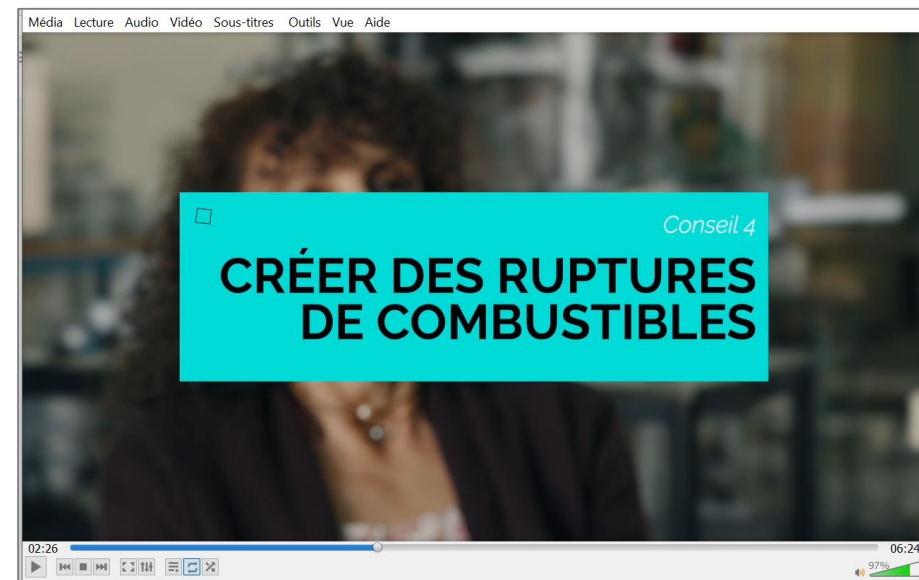 Média Lecture Audio Vidéo Sous-titres Outils Vue Aide
Conseil 4
CRÉER DES RUPTURES
DE COMBUSTIBLES
02:26 06:24
97%